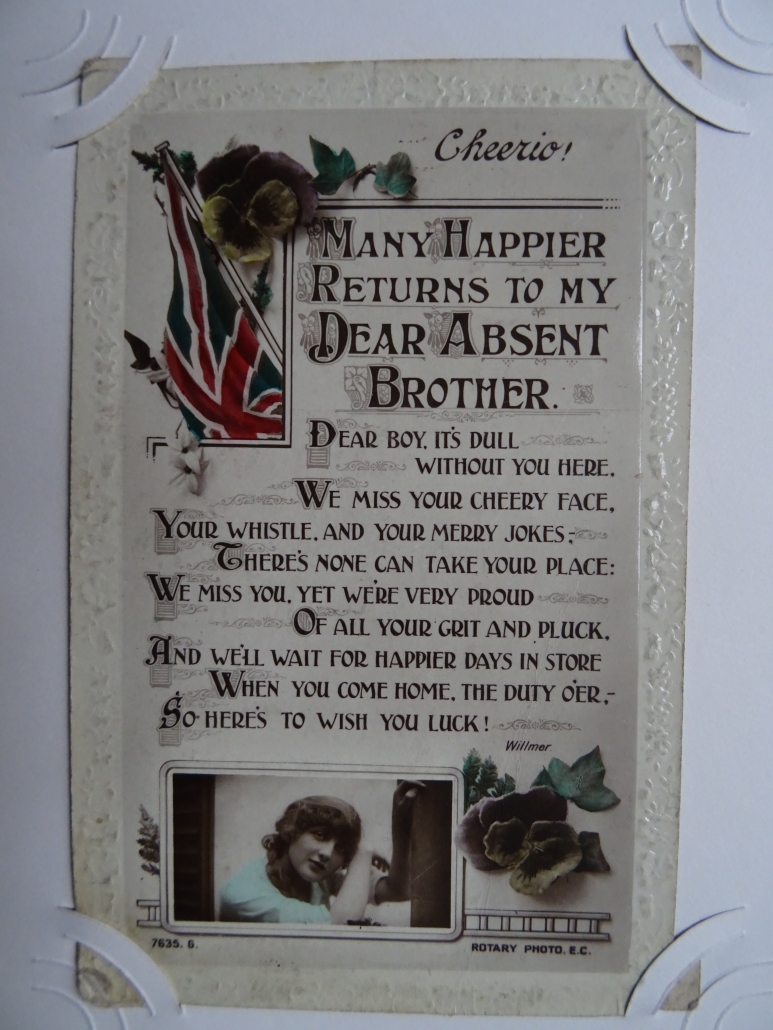 Cheerio!
MANY HAPPIER
RETURNS TO MY
DEAR ABSENT
BROTHER.
DEAR BOY, IT'S DULL
WITHOUT YOU HERE,
WE MISS YOUR CHEERY FACE,
YOUR WHISTLE, AND YOUR MERRY JOKES;-
THERE'S NONE CAN TAKE YOUR PLACE:
WE MISS YOU, YET WE'RE VERY PROUD
OF ALL YOUR GRIT AND PLUCK,
AND WE'LL WAIT FOR HAPPIER DAYS IN STORE
WHEN YOU COME HOME, THE DUTY O'ER,-
SO HERE'S TO WISH YOU LUCK!
Willmer
7635. G.
ROTARY PHOTO, E.C.